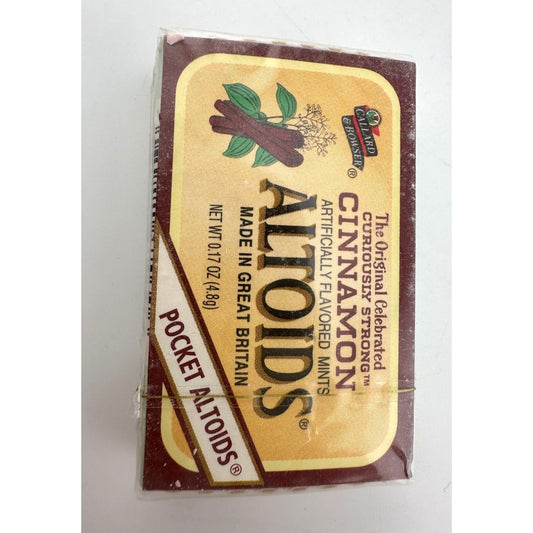 CALLARD
& BOWSER®
The Original Celebrated
CURIOUSLY STRONG™
CINNAMON
ARTIFICIALLY FLAVORED MINTS
ALTOIDS®
MADE IN GREAT BRITAIN
NET WT 0.17 OZ (4.8g)
POCKET ALTOIDS®